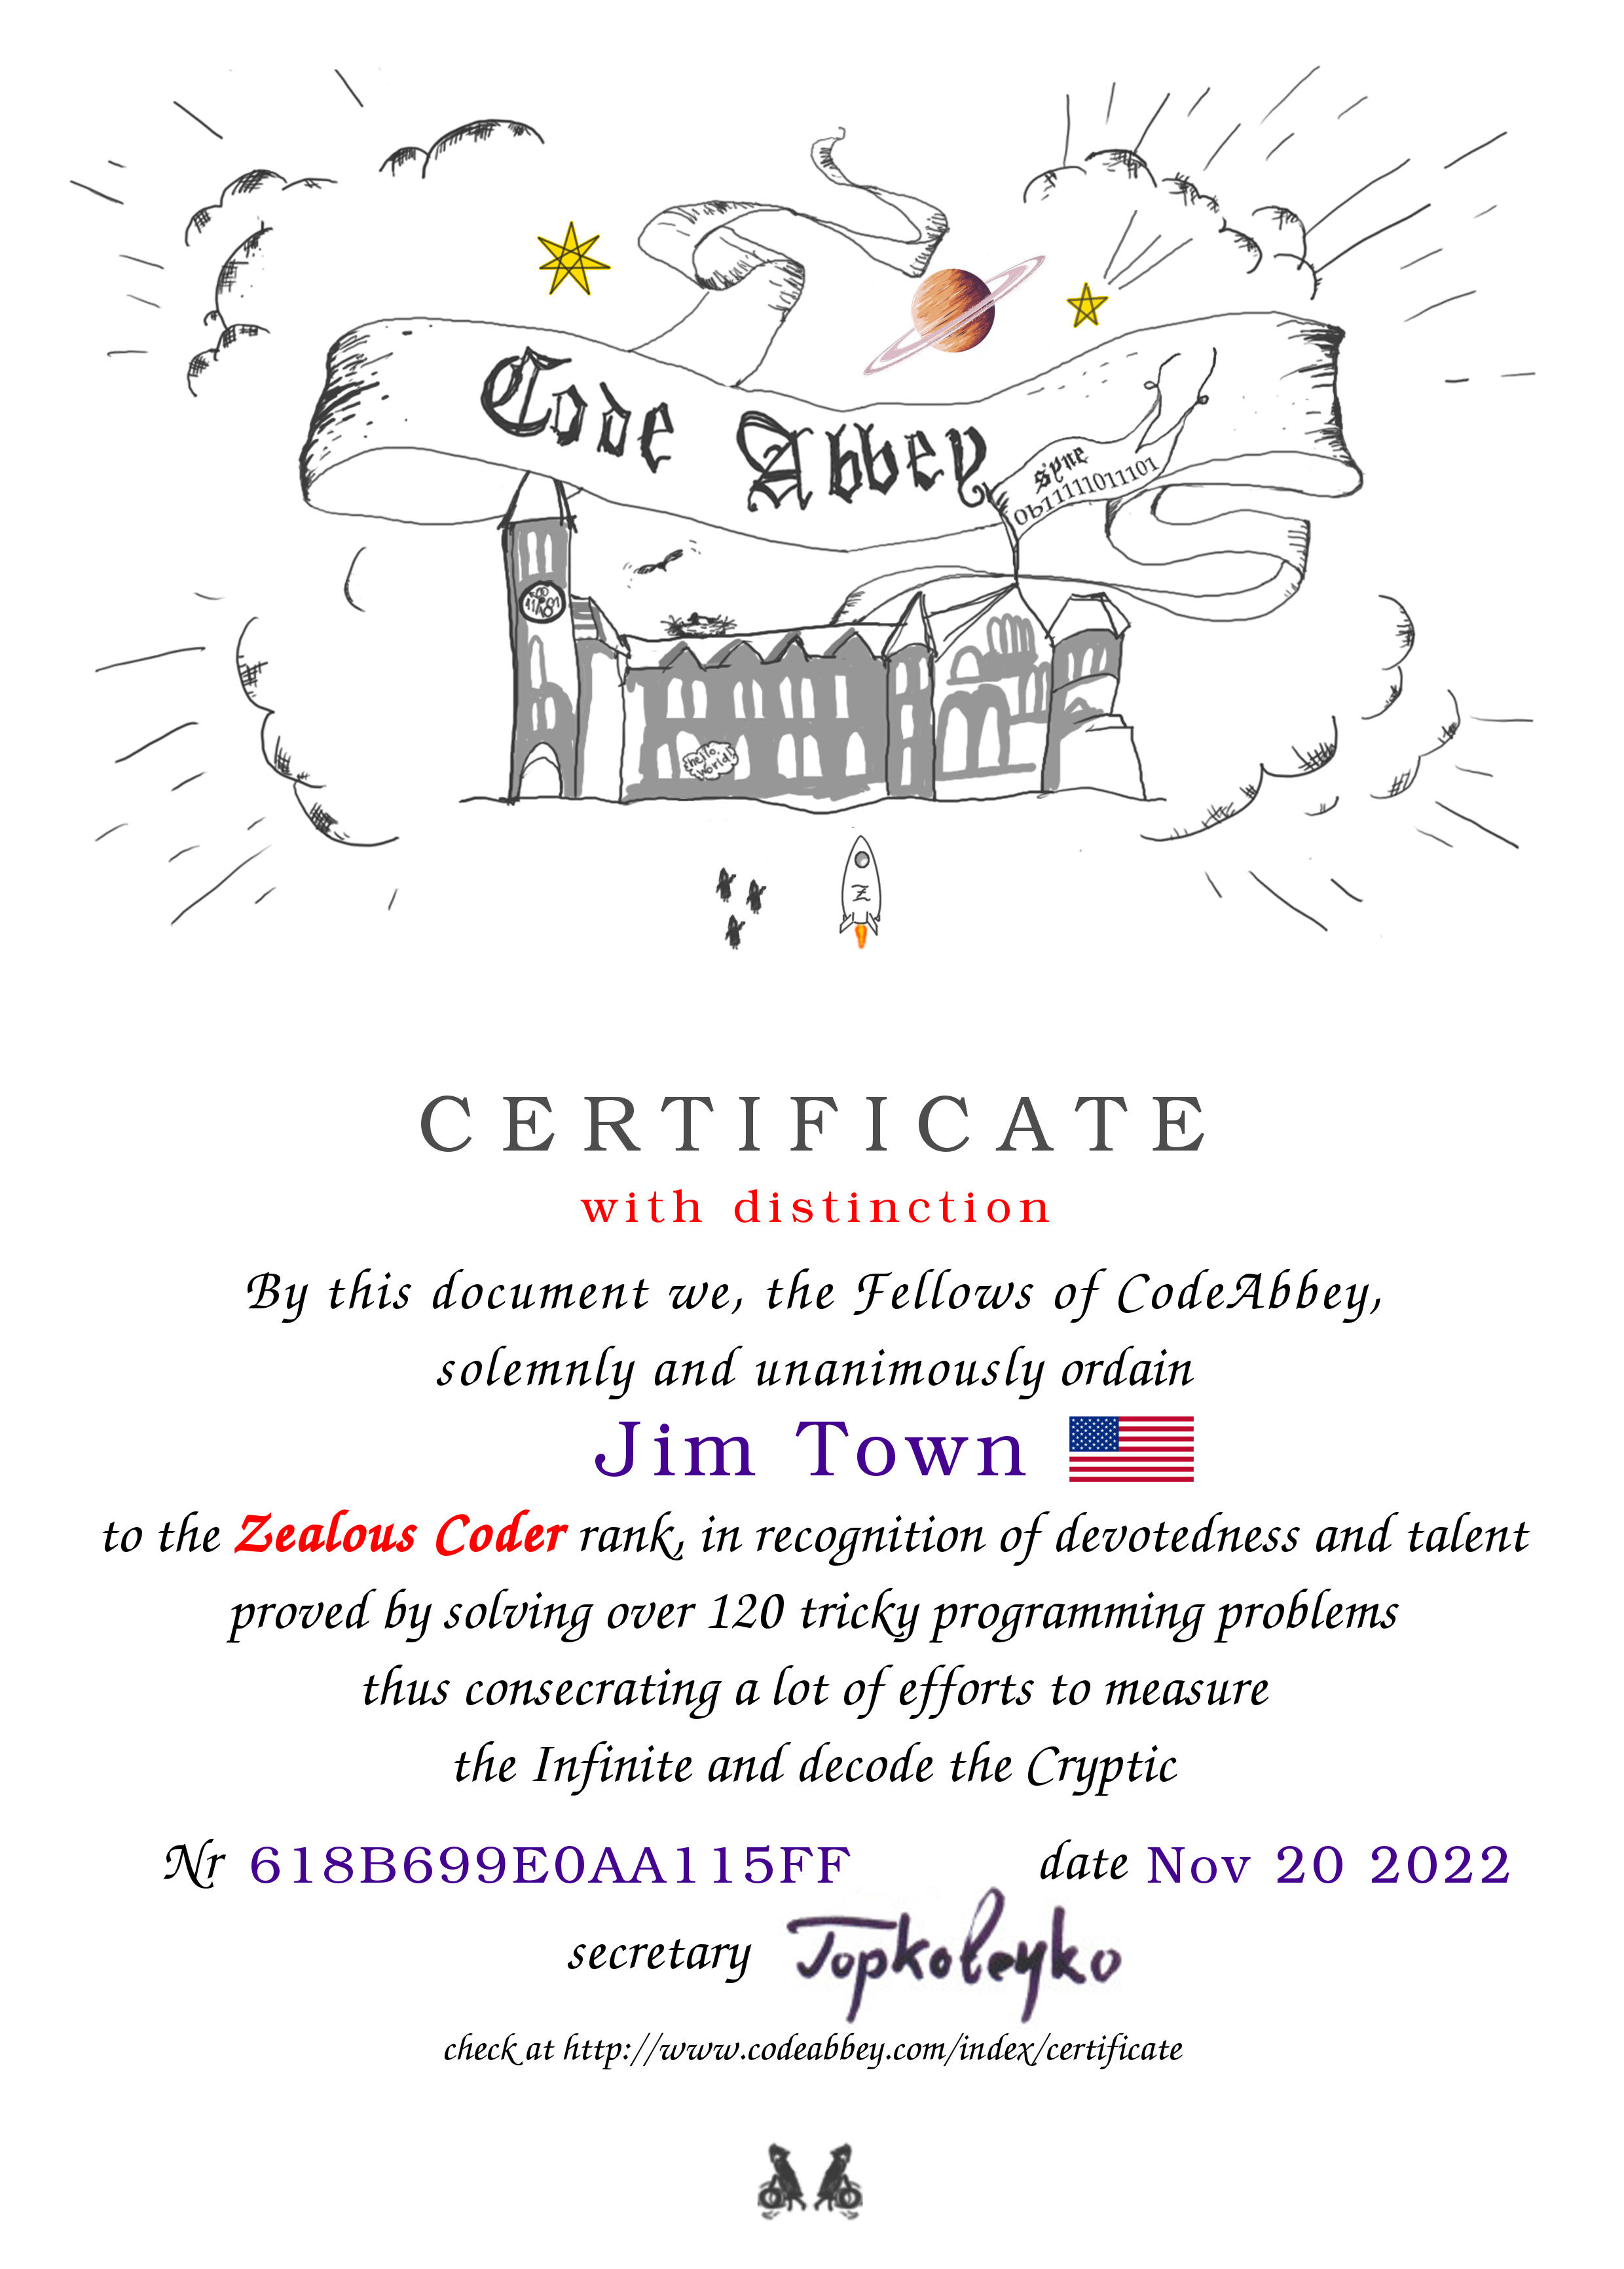 Code Abbey
syne
0b11111011101
hello,
world!
Z
CERTIFICATE
with distinction
By this document we, the Fellows of CodeAbbey,
solemnly and unanimously ordain
Jim Town
to the Zealous Coder rank, in recognition of devotedness and talent
proved by solving over 120 tricky programming problems
thus consecrating a lot of efforts to measure
the Infinite and decode the Cryptic
Nr 618B699E0AA115FF date Nov 20 2022
secretary Topkoleyko
check at http://www.codeabbey.com/index/certificate